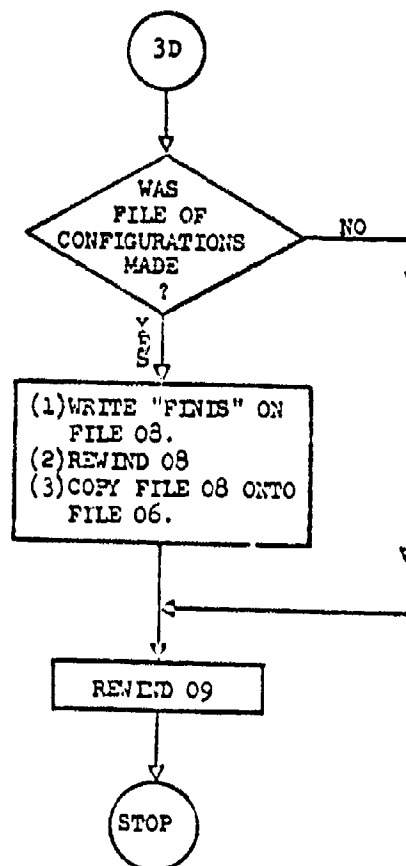 3D
WAS
FILE OF
CONFIGURATIONS
MADE
?
NO
YES
(1)WRITE "FINIS" ON
FILE 08.
(2)REWIND 08
(3)COPY FILE 08 ONTO
FILE 06.
REWIND 09
STOP